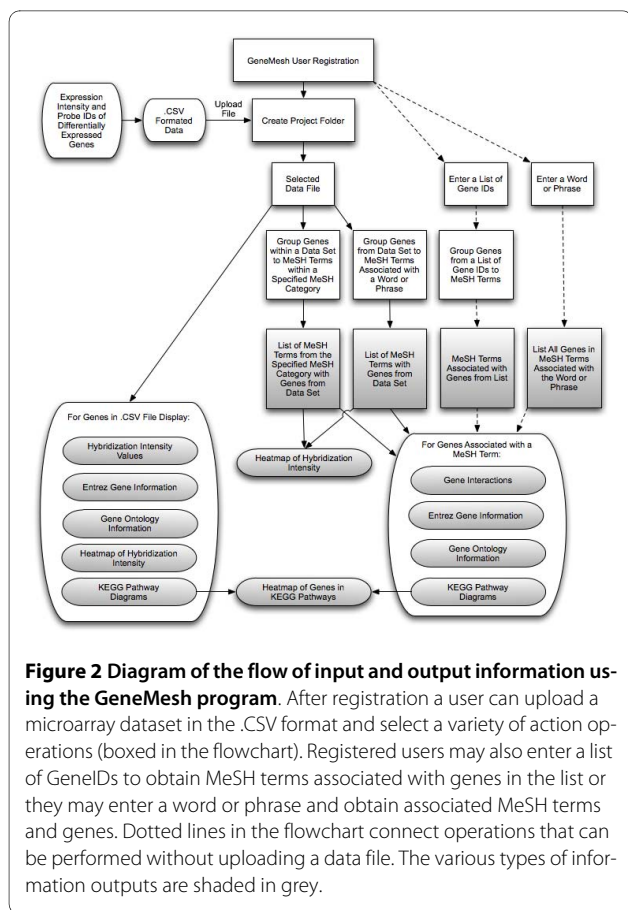 GeneMesh User Registration
Expression
Intensity and
Probe IDs of
Differentially
Expressed
Genes
.CSV
Formated
Data
Upload
File
Create Project Folder
Selected
Data File
Enter a List of
Gene IDs
Enter a Word
or Phrase
Group Genes
within a Data Set
to MeSH Terms
within a
Specified MeSH
Category
Group Genes
from Data Set to
MeSH Terms
Associated with
a Word or
Phrase
Group Genes
from a List of
Gene IDs to
MeSH Terms
List of MeSH
Terms from the
Specified MeSH
Category with
Genes from
Data Set
List of MeSH
Terms with
Genes from
Data Set
MeSH Terms
Associated with
Genes from List
List All Genes in
MeSH Terms
Associated with
the Word or
Phrase
For Genes in .CSV File Display:
Hybridization Intensity
Values
Entrez Gene Information
Gene Ontology
Information
Heatmap of Hybridization
Intensity
KEGG Pathway
Diagrams
Heatmap of Hybridization
Intensity
For Genes Associated with a
MeSH Term:
Gene Interactions
Entrez Gene Information
Gene Ontology
Information
KEGG Pathway
Diagrams
Heatmap of Genes in
KEGG Pathways
Figure 2 Diagram of the flow of input and output information us-
ing the GeneMesh program. After registration a user can upload a
microarray dataset in the .CSV format and select a variety of action op-
erations (boxed in the flowchart). Registered users may also enter a list
of GeneIDs to obtain MeSH terms associated with genes in the list or
they may enter a word or phrase and obtain associated MeSH terms
and genes. Dotted lines in the flowchart connect operations that can
be performed without uploading a data file. The various types of infor-
mation outputs are shaded in grey.